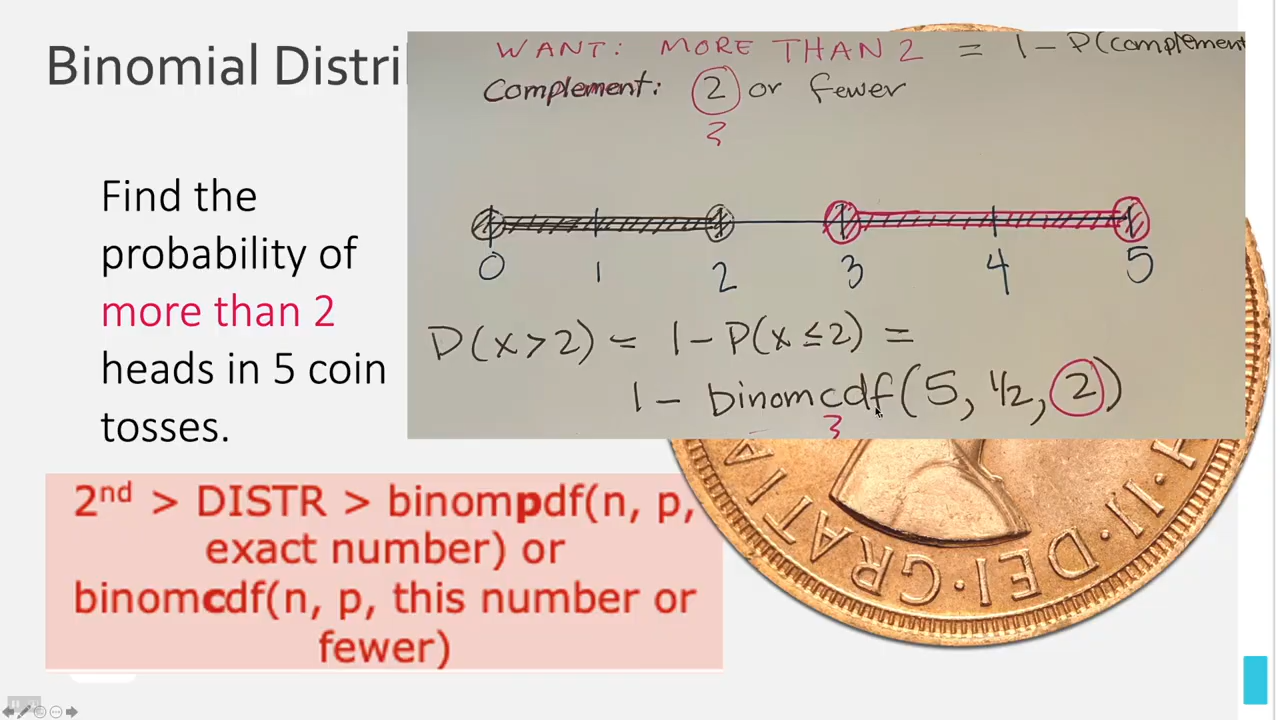 Binomial Distri
WANT: MORE THAN 2 = 1 - P(complement
Complement: 2 or fewer
3
Find the
probability of
more than 2
heads in 5 coin
tosses.
0 1 2 3 4 5
P(x > 2) = 1 - P(x ≤ 2) =
1 - binomcdf(5, 1/2, 2)
3
2nd > DISTR > binompdf(n, p,
exact number) or
binomcdf(n, p, this number or
fewer)
DEI·GRATIA